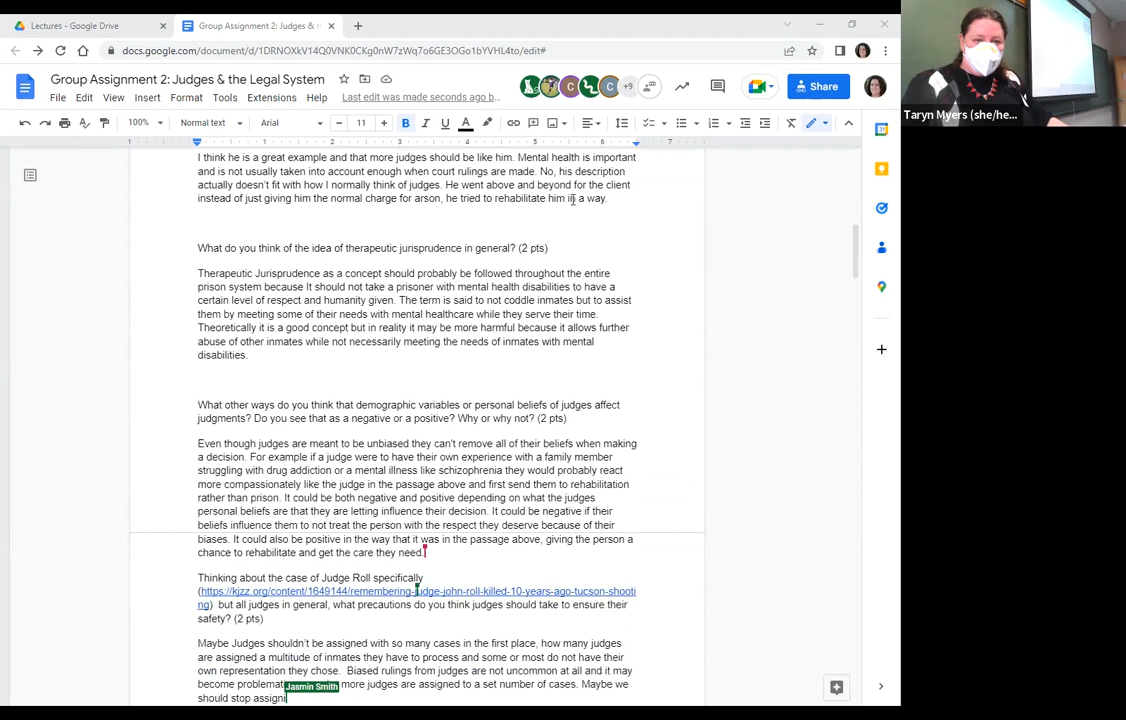 Lectures - Google Drive
Group Assignment 2: Judges & th
docs.google.com/document/d/1DRNOXkV14Q0VNK0CKg0nW7zWq7o6GE3OGo1bYVHL4to/edit#
Group Assignment 2: Judges & the Legal System
File Edit View Insert Format Tools Extensions Help Last edit was made seconds ago b...
C C +9 Share
100% Normal text Arial 11 B I U A
1 1 2 3 4 5 6 7
Taryn Myers (she/he...
I think he is a great example and that more judges should be like him. Mental health is important
and is not usually taken into account enough when court rulings are made. No, his description
actually doesn't fit with how I normally think of judges. He went above and beyond for the client
instead of just giving him the normal charge for arson, he tried to rehabilitate him in a way.
What do you think of the idea of therapeutic jurisprudence in general? (2 pts)
Therapeutic Jurisprudence as a concept should probably be followed throughout the entire
prison system because It should not take a prisoner with mental health disabilities to have a
certain level of respect and humanity given. The term is said to not coddle inmates but to assist
them by meeting some of their needs with mental healthcare while they serve their time.
Theoretically it is a good concept but in reality it may be more harmful because it allows further
abuse of other inmates while not necessarily meeting the needs of inmates with mental
disabilities.
What other ways do you think that demographic variables or personal beliefs of judges affect
judgments? Do you see that as a negative or a positive? Why or why not? (2 pts)
Even though judges are meant to be unbiased they can't remove all of their beliefs when making
a decision. For example if a judge were to have their own experience with a family member
struggling with drug addiction or a mental illness like schizophrenia they would probably react
more compassionately like the judge in the passage above and first send them to rehabilitation
rather than prison. It could be both negative and positive depending on what the judges
personal beliefs are that they are letting influence their decision. It could be negative if their
beliefs influence them to not treat the person with the respect they deserve because of their
biases. It could also be positive in the way that it was in the passage above, giving the person a
chance to rehabilitate and get the care they need.
Thinking about the case of Judge Roll specifically
(https://kjzz.org/content/1649144/remembering-judge-john-roll-killed-10-years-ago-tucson-shooti
ng) but all judges in general, what precautions do you think judges should take to ensure their
safety? (2 pts)
Maybe Judges shouldn't be assigned with so many cases in the first place, how many judges
are assigned a multitude of inmates they have to process and some or most do not have their
own representation they chose. Biased rulings from judges are not uncommon at all and it may
become problemati more judges are assigned to a set number of cases. Maybe we
Jasmin Smith
should stop assigni